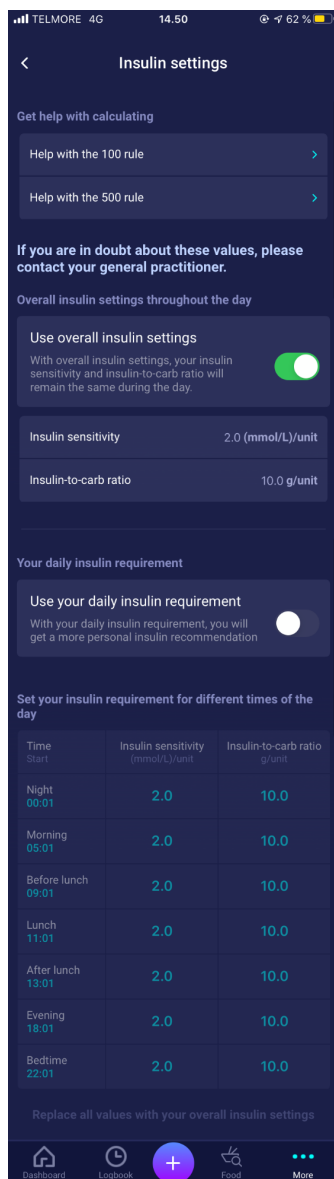 TELMORE 4G 14.50 62 %
Insulin settings
Get help with calculating
Help with the 100 rule
Help with the 500 rule
If you are in doubt about these values, please
contact your general practitioner.
Overall insulin settings throughout the day
Use overall insulin settings
With overall insulin settings, your insulin
sensitivity and insulin-to-carb ratio will
remain the same during the day.
Insulin sensitivity 2.0 (mmol/L)/unit
Insulin-to-carb ratio 10.0 g/unit
Your daily insulin requirement
Use your daily insulin requirement
With your daily insulin requirement, you will
get a more personal insulin recommendation
Set your insulin requirement for different times of the
day
Time Insulin sensitivity Insulin-to-carb ratio
Start (mmol/L)/unit g/unit
Night
00:01 2.0 10.0
Morning
05:01 2.0 10.0
Before lunch
09:01 2.0 10.0
Lunch
11:01 2.0 10.0
After lunch
13:01 2.0 10.0
Evening
18:01 2.0 10.0
Bedtime
22:01 2.0 10.0
Replace all values with your overall insulin settings
Dashboard Logbook Food More